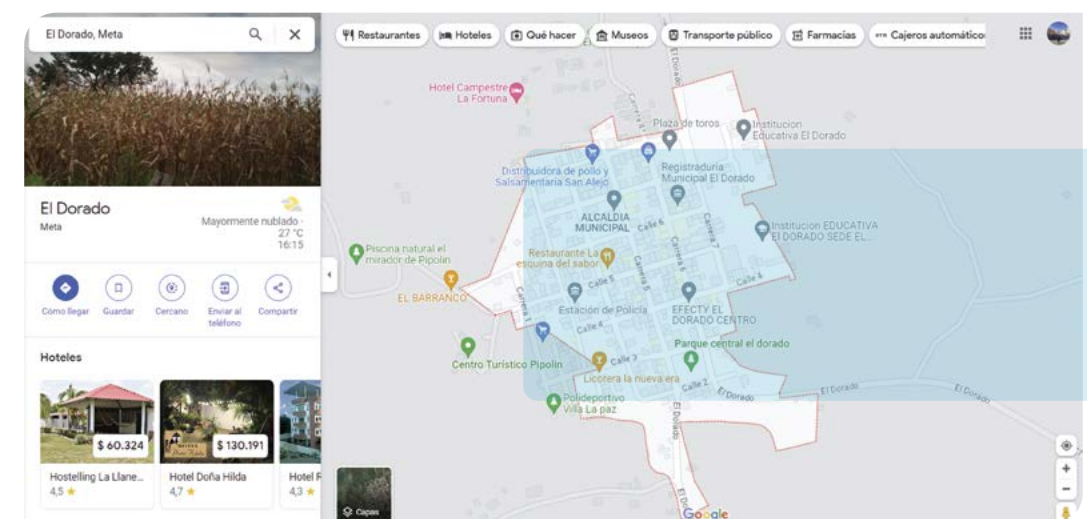 El Dorado, Meta
Restaurantes
Hoteles
Qué hacer
Museos
Transporte público
Farmacias
Cajeros automático
El Dorado
Meta
Mayormente nublado ·
27 °C
16:15
Como llegar
Guardar
Cercano
Enviar al
teléfono
Compartir
Hoteles
$ 60.324
$ 130.191
Hostelling La Llane...
4,5
Hotel Doña Hilda
4,7
Hotel
4,3
Hotel Campestre
La Fortuna
El Dorado
Carrera 4
Plaza de toros
Institucion
Educativa El Dorado
Distribuidora de pollo y
Salsamentaria San Alejo
Registraduria
Municipal El Dorado
ALCALDIA
MUNICIPAL
Calle 6
Carrera 7
Institucion EDUCATIVA
El DORADO SEDE EL...
Piscina natural el
mirador de Pipolin
Restaurante La
esquina del sabor
Carrera 6
Carrera 5
Calle 5
Calle 4
EL BARRANCO
Carrera 1
Estación de Policía
EFECTY EL
DORADO CENTRO
Calle 4
Parque central el dorado
Centro Turístico Pipolin
Calle 3
Licorera la nueva era
Calle 2
El Dorado
El Dorado
El Dorado
Polideportivo
Villa La paz
El Dorado
Capas
Google